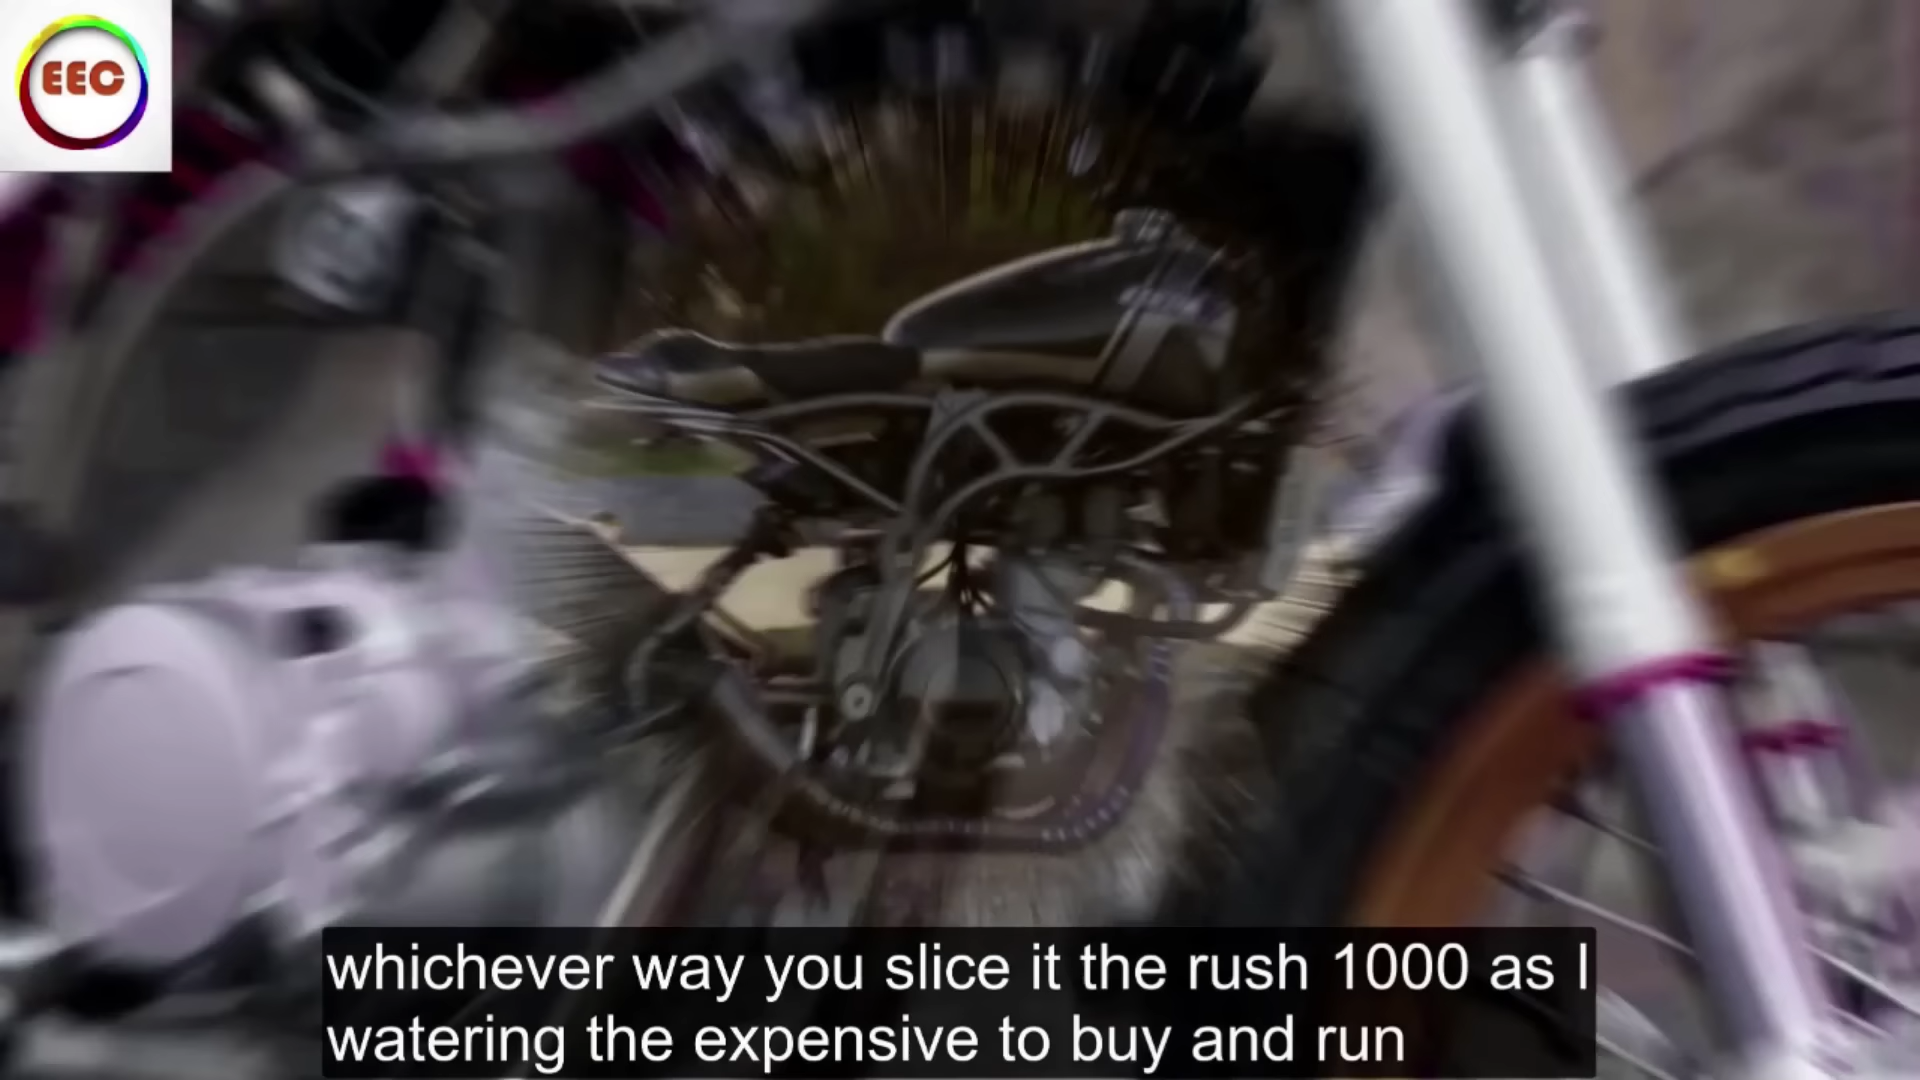 EEC
whichever way you slice it the rush 1000 as I
watering the expensive to buy and run